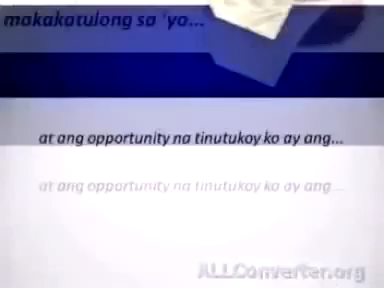 makakatulong sa 'yo...
at ang opportunity na tinutukoy ko ay ang...
at ang opportunity na tinutukoy ko ay ang...
ALLConverter.org